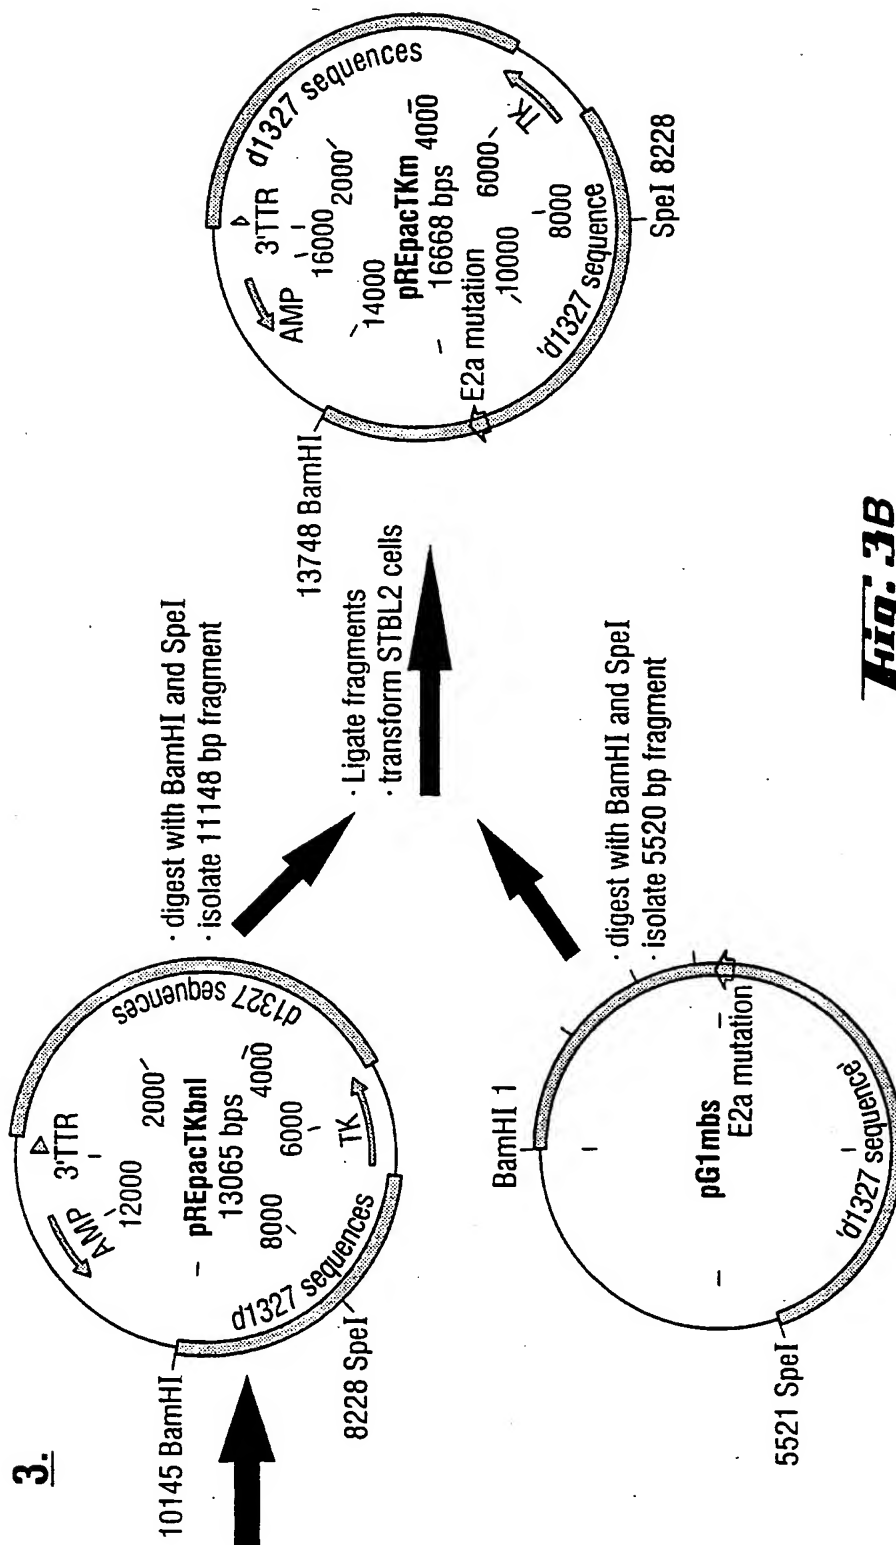 3.
10145 BamHI
AMP
3'TTR
12000
2000
d1327 sequences
pREpacTKbnl
13065 bps
4000
6000
8000
TK
d1327 sequences
8228 SpeI
· digest with BamHI and SpeI
· isolate 11148 bp fragment
BamHI 1
pG1mbs
E2a mutation
'd1327 sequence'
5521 SpeI
· digest with BamHI and SpeI
· isolate 5520 bp fragment
· Ligate fragments
· transform STBL2 cells
13748 BamHI
AMP
3'TTR
16000
2000
d1327 sequences
14000
pREpacTKm
16668 bps
4000
6000
TK
E2a mutation
10000
8000
'd1327 sequence
SpeI 8228
Fig. 3B